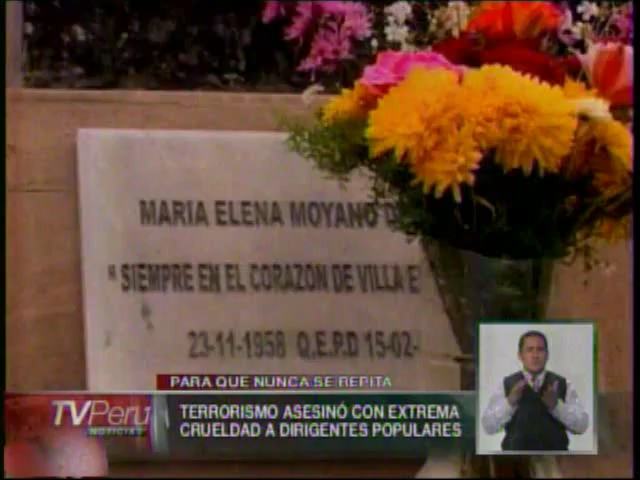 MARIA ELENA MOYANO D
" SIEMPRE EN EL CORAZÓN DE VILLA E
23-11-1958 Q.E.P.D 15-02-
PARA QUE NUNCA SE REPITA
TVPerú
NOTICIAS
TERRORISMO ASESINÓ CON EXTREMA
CRUELDAD A DIRIGENTES POPULARES